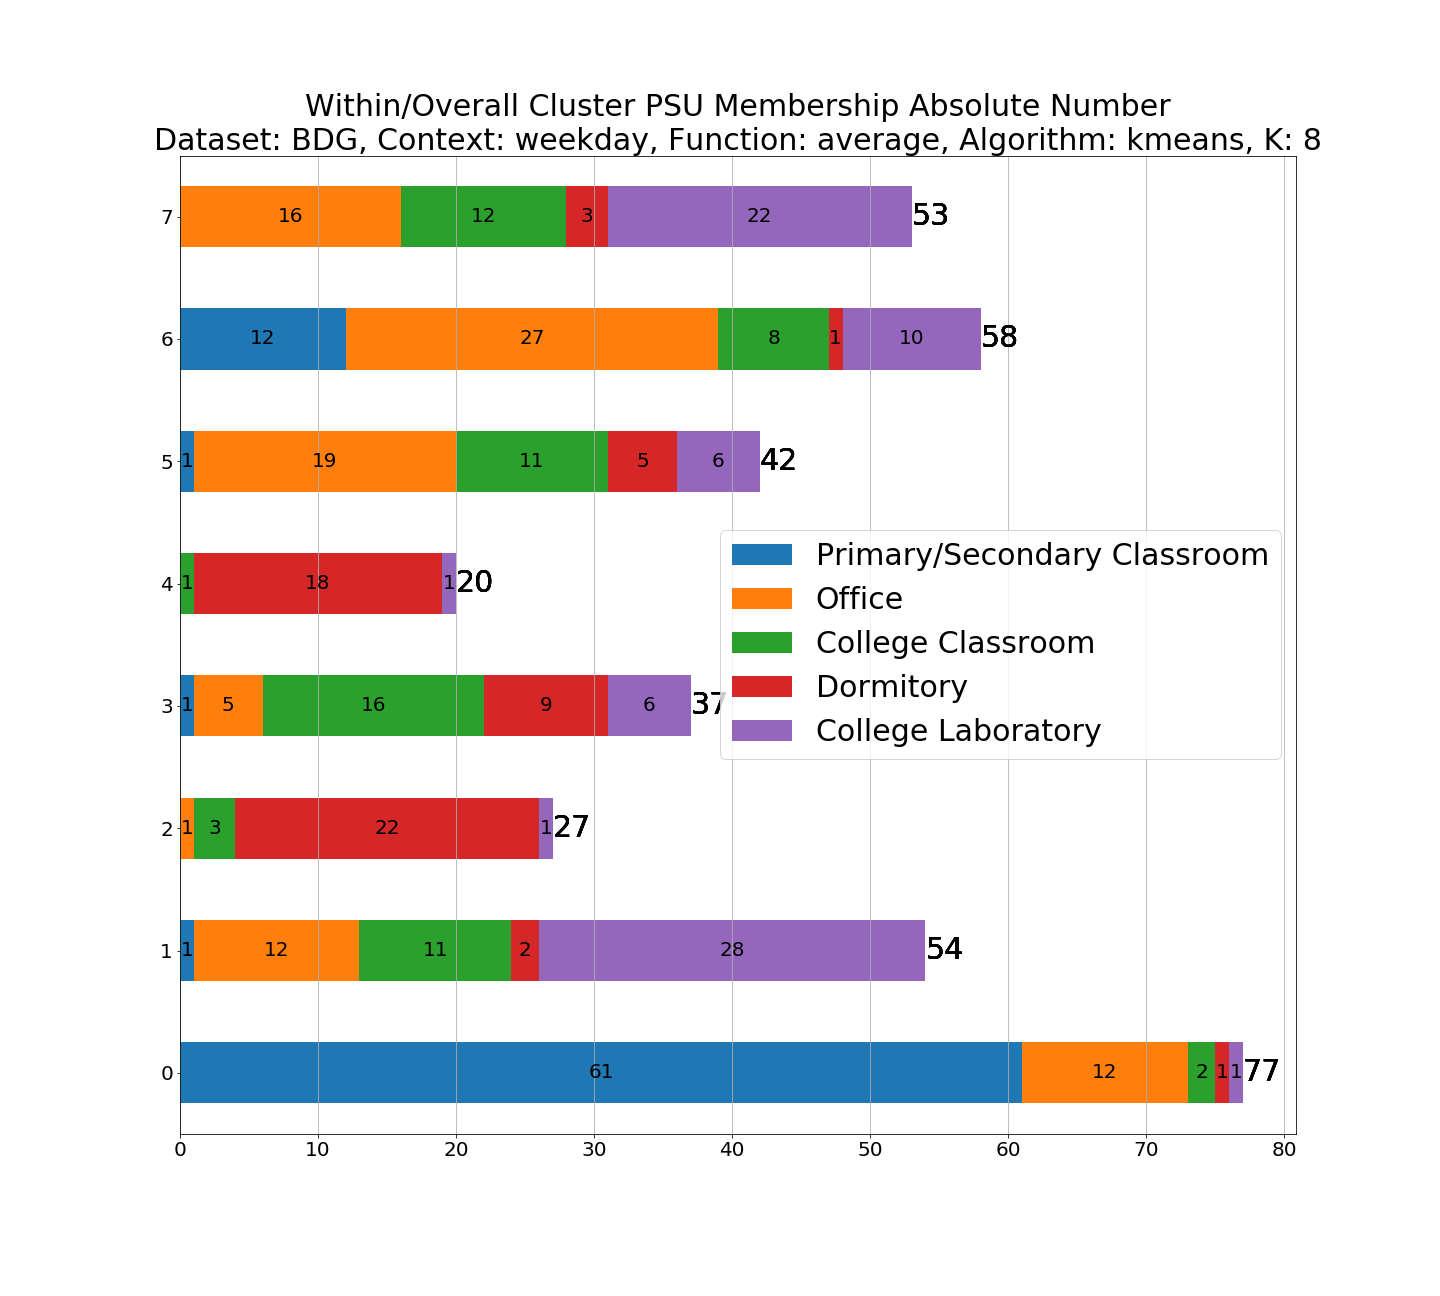 Within/Overall Cluster PSU Membership Absolute Number
Dataset: BDG, Context: weekday, Function: average, Algorithm: kmeans, K: 8
7 16 12 3 22 53
6 12 27 8 1 10 58
5 1 19 11 5 6 42
4 1 18 1 20
3 1 5 16 9 6 37
2 1 3 22 1 27
1 1 12 11 2 28 54
0 61 12 2 1 1 77
0 10 20 30 40 50 60 70 80
Primary/Secondary Classroom
Office
College Classroom
Dormitory
College Laboratory